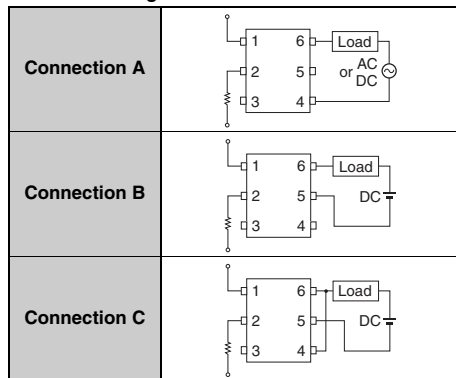 Connection A
1 6 Load
2 5 or AC DC
3 4
Connection B
1 6 Load
2 5 DC
3 4
Connection C
1 6 Load
2 5 DC
3 4